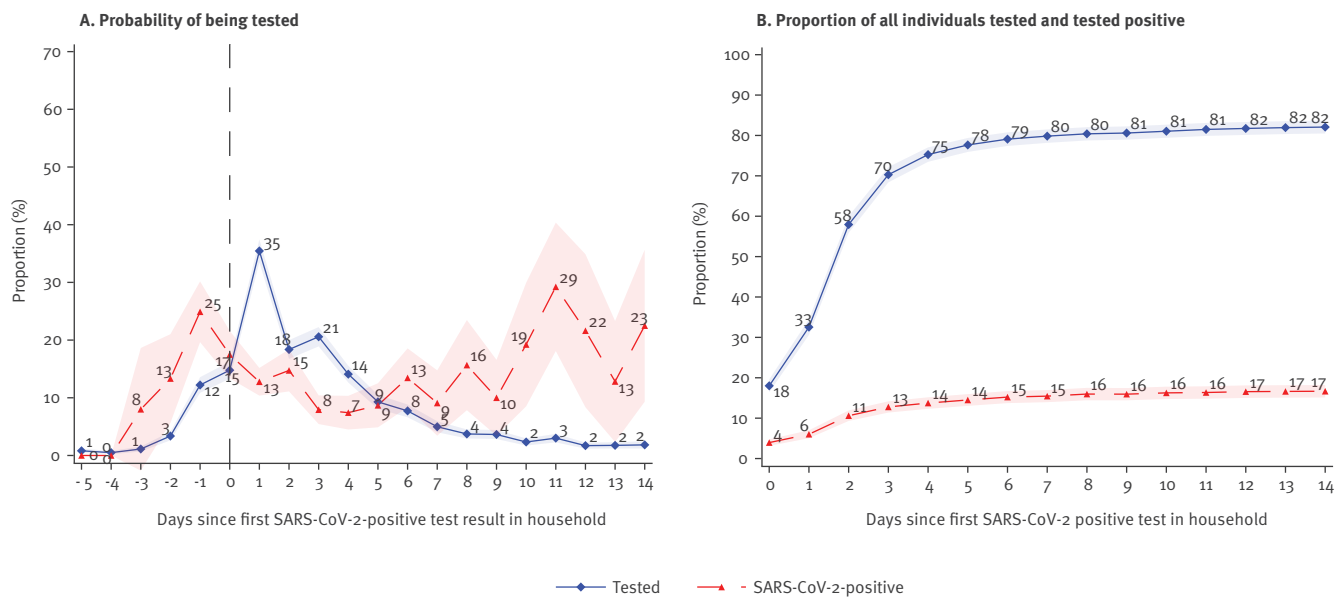 A. Probability of being tested
B. Proportion of all individuals tested and tested positive
70
60
50
40
30
20
10
0
Proportion (%)
1 0 1 3 12 15 35 18 21 14 9 8 5 4 4 2 3 2 2 2
0 0 8 13 25 17 13 15 8 7 9 13 9 16 10 19 29 22 13 23
-5 -4 -3 -2 -1 0 1 2 3 4 5 6 7 8 9 10 11 12 13 14
Days since first SARS-CoV-2-positive test result in household
100
90
80
70
60
50
40
30
20
10
0
Proportion (%)
18 33 58 70 75 78 79 80 80 81 81 81 82 82 82
4 6 11 13 14 14 15 15 16 16 16 16 17 17 17
0 1 2 3 4 5 6 7 8 9 10 11 12 13 14
Days since first SARS-CoV-2 positive test in household
Tested
SARS-CoV-2-positive